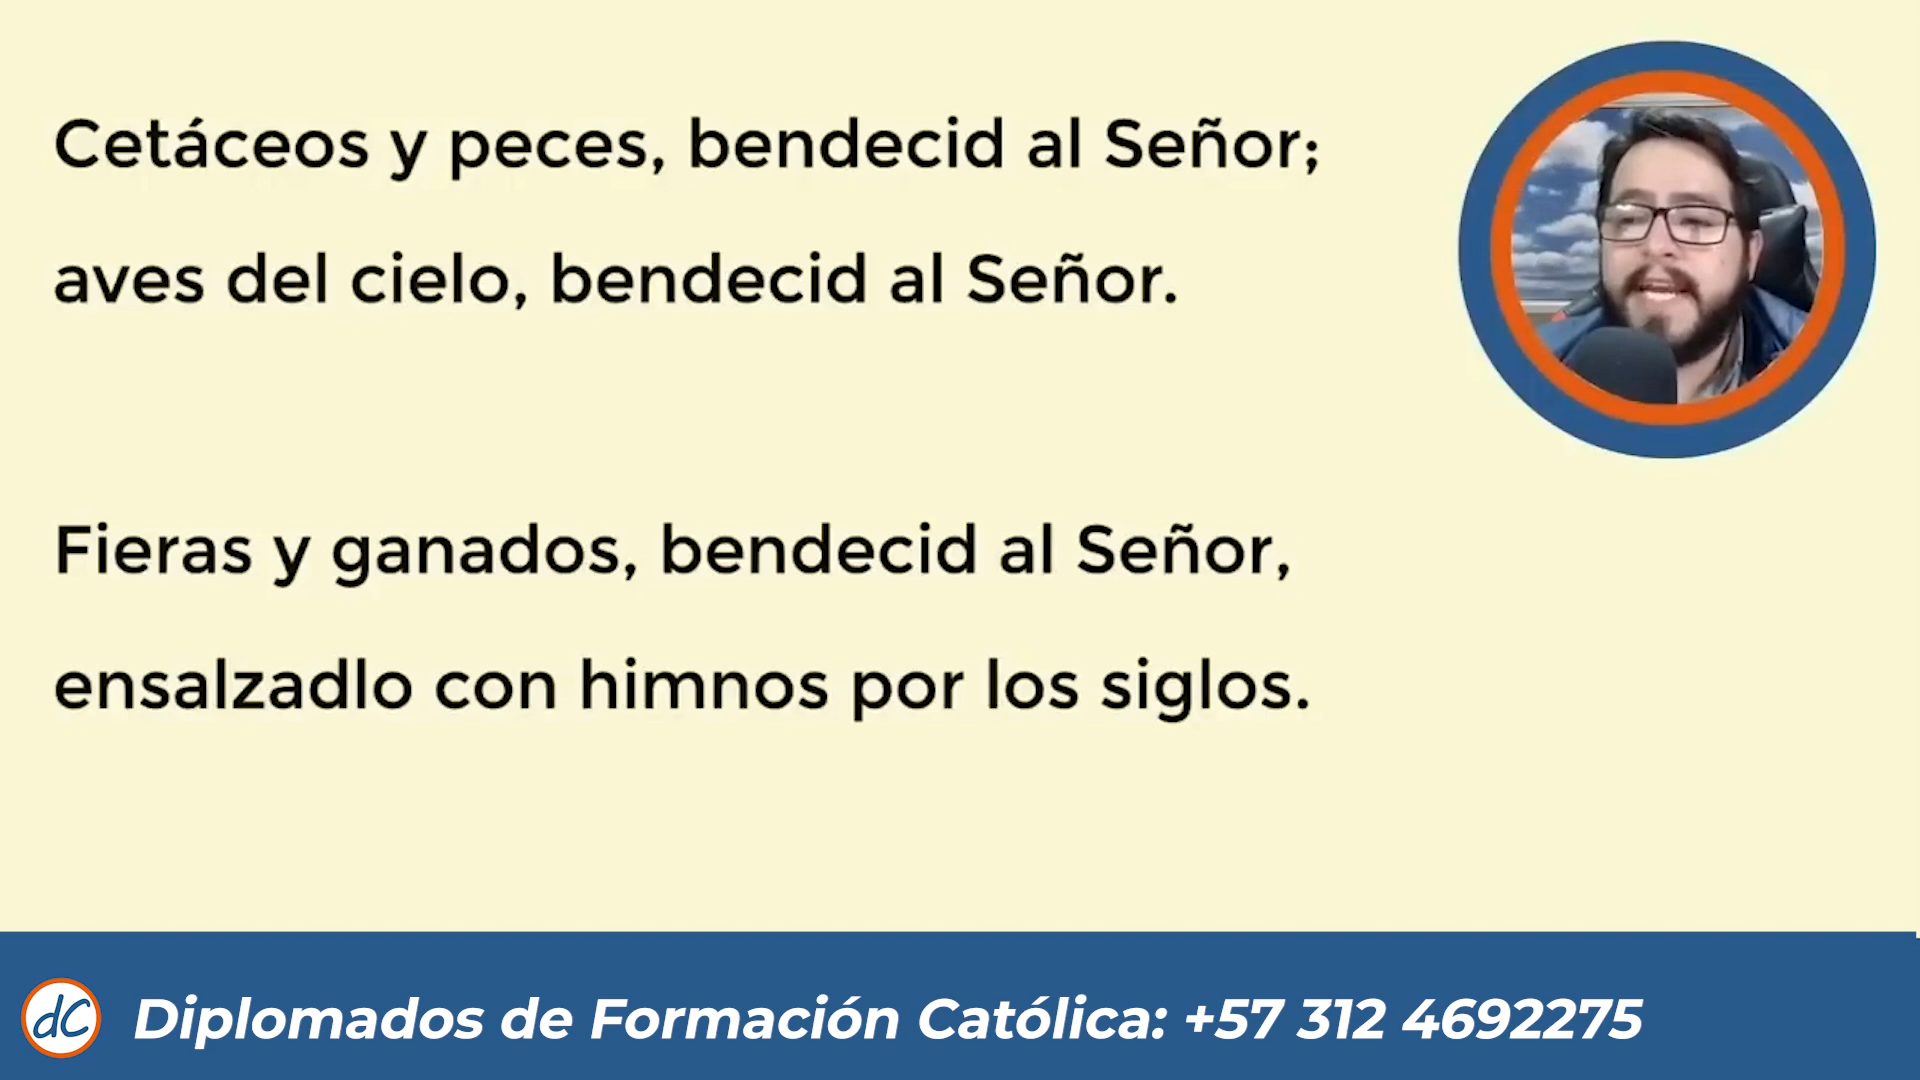 Cetáceos y peces, bendecid al Señor;
aves del cielo, bendecid al Señor.
Fieras y ganados, bendecid al Señor,
ensalzadlo con himnos por los siglos.
dC Diplomados de Formación Católica: +57 312 4692275